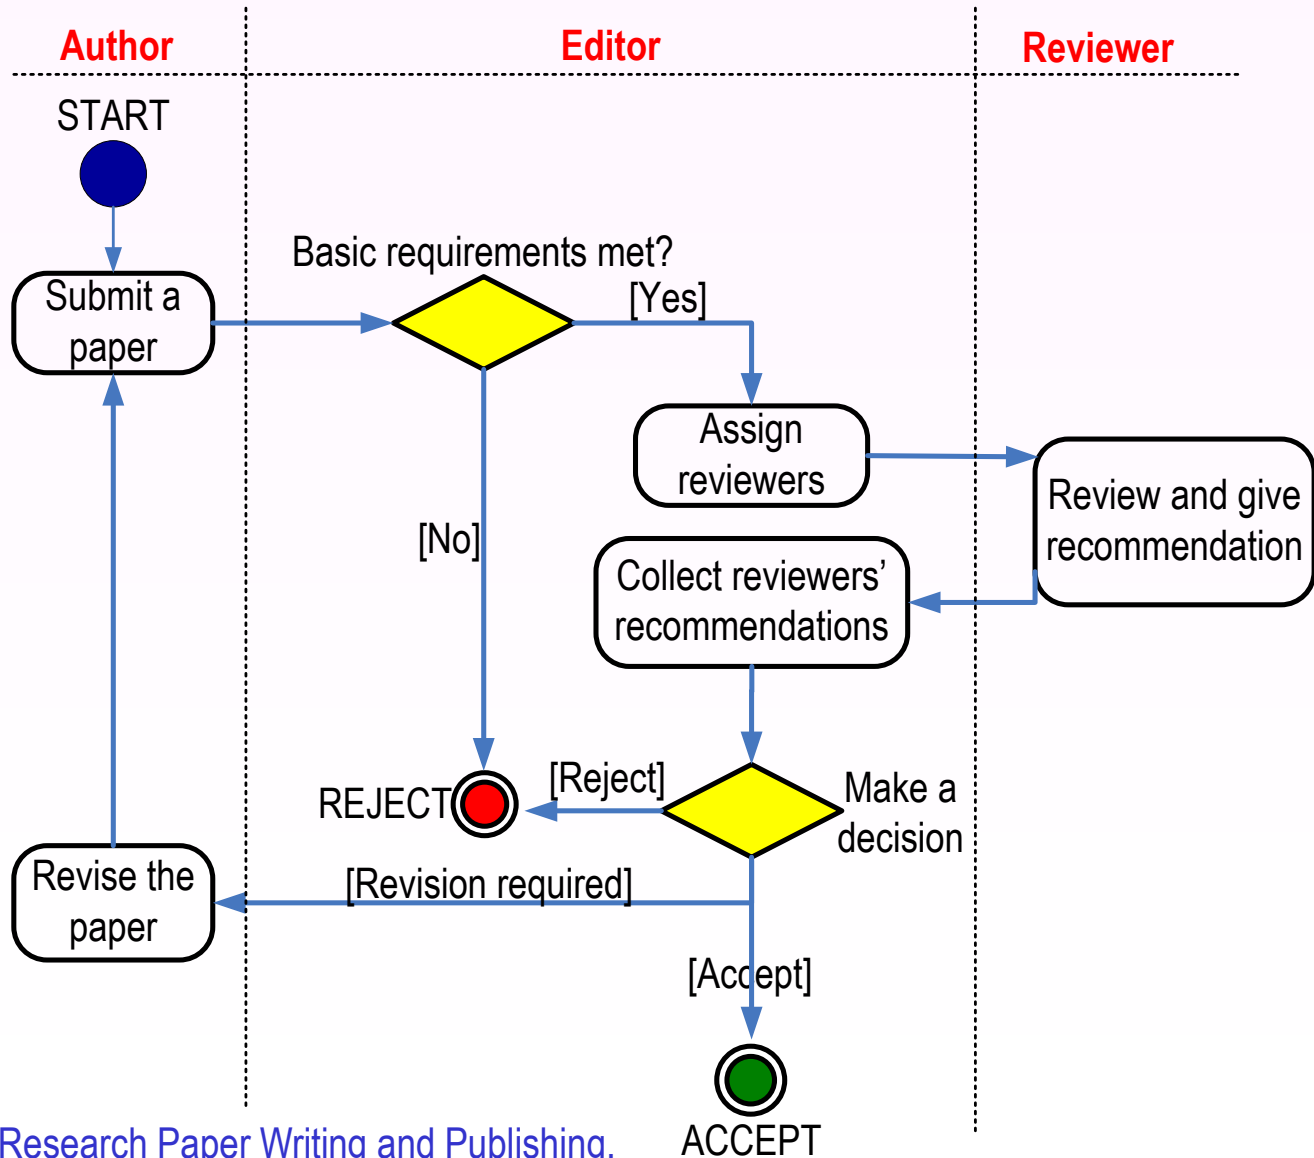 Author
Editor
Reviewer
START
Basic requirements met?
[Yes]
Submit a
paper
Assign
reviewers
Review and give
recommendation
[No]
Collect reviewers’
recommendations
[Reject]
REJECT
Make a
decision
Revise the
paper
[Revision required]
[Accept]
ACCEPT
Research Paper Writing and Publishing.